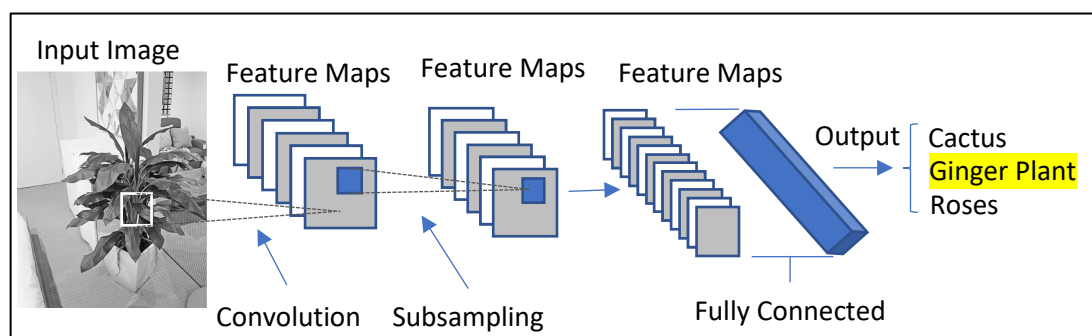 Input Image
Feature Maps
Feature Maps
Feature Maps
Output
Cactus
Ginger Plant
Roses
Convolution
Subsampling
Fully Connected